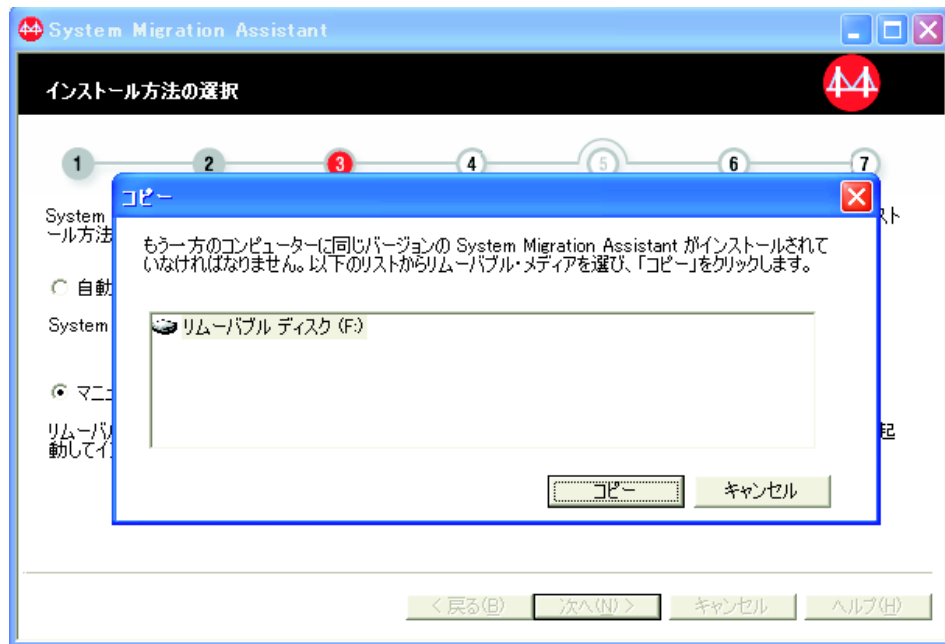 System Migration Assistant
インストール方法の選択
1 2 3 4 5 6 7
System
スト
ール方法
自動
System
マニュ
リムーバ
起
動してイ
コピー
もう一方のコンピューターに同じバージョンの System Migration Assistant がインストールされて
いなければなりません。以下のリストからリムーバブル・メディアを選び、「コピー」をクリックします。
リムーバブル ディスク (F:)
コピー
キャンセル
< 戻る(B)
次へ(N) >
キャンセル
ヘルプ(H)